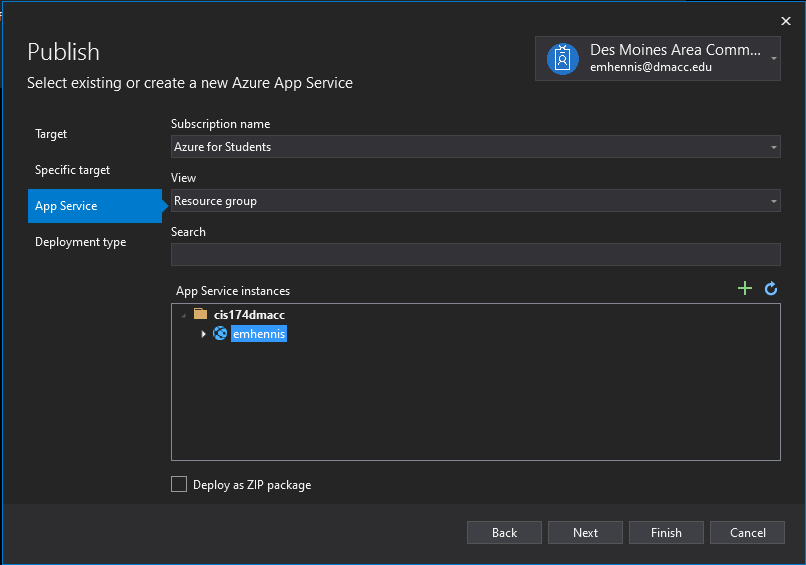 Publish
Select existing or create a new Azure App Service
Des Moines Area Comm...
emhennis@dmacc.edu
Target
Specific target
App Service
Deployment type
Subscription name
Azure for Students
View
Resource group
Search
App Service instances
cis174dmacc
emhennis
Deploy as ZIP package
Back
Next
Finish
Cancel